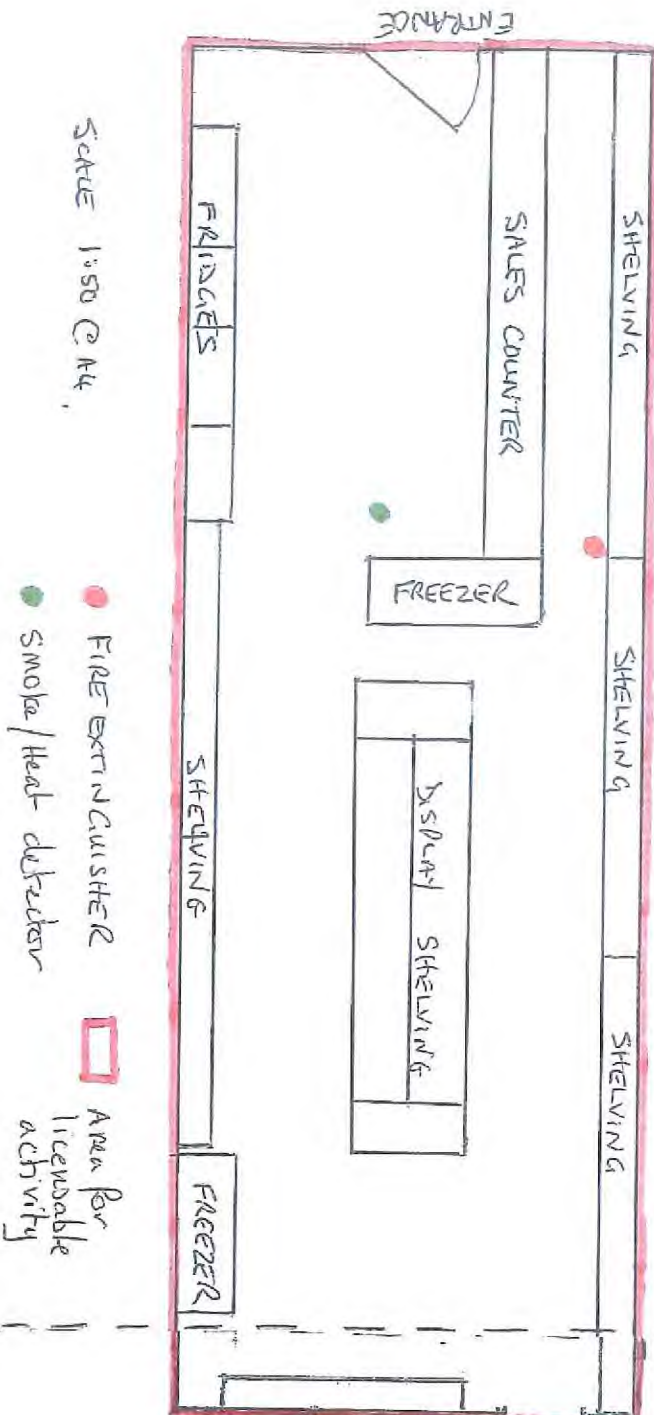 ENTRANCE
SHELVING
SHELVING
SHELVING
SALES COUNTER
FREEZER
DISPLAY SHELVING
FRIDGES
SHELVING
FREEZER
SCALE 1:50 @ A4,
FIRE EXTINGUISHER
Smoke/Heat detector
Area for
licensable
activity